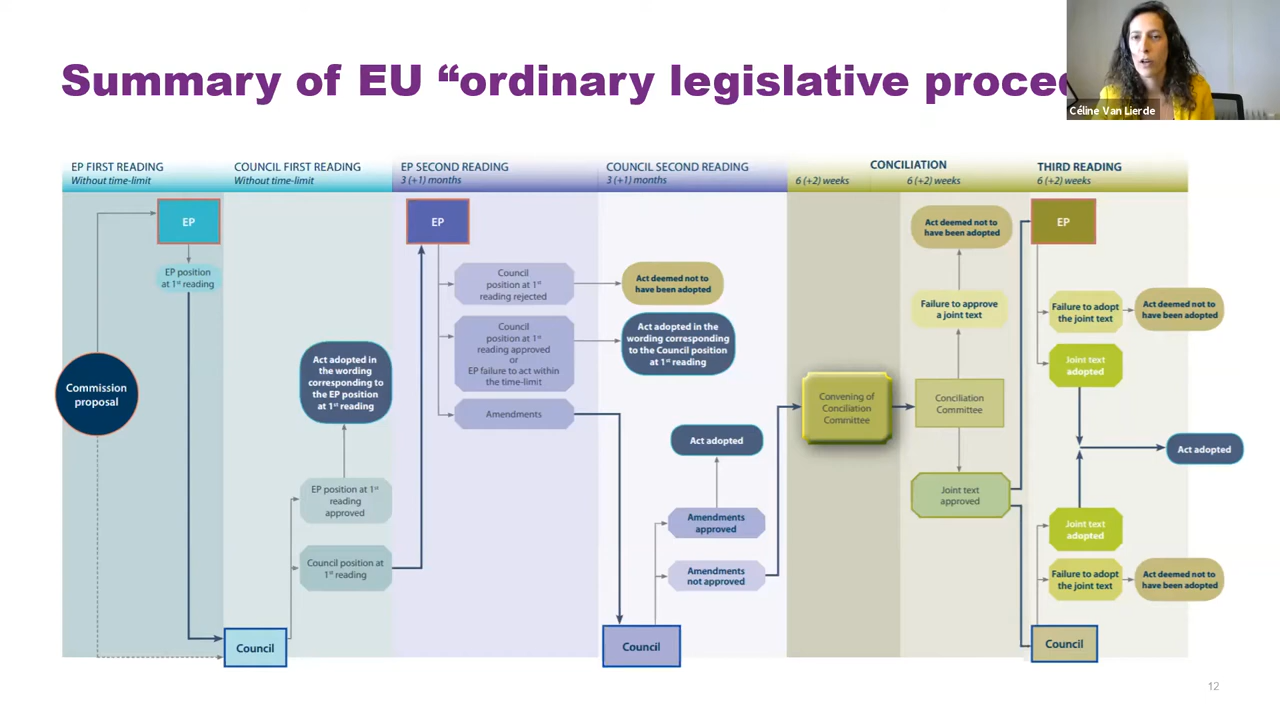 Summary of EU “ordinary legislative proce
Céline Van Lierde
EP FIRST READING
Without time-limit
COUNCIL FIRST READING
Without time-limit
EP SECOND READING
3 (+1) months
COUNCIL SECOND READING
3 (+1) months
CONCILIATION
6 (+2) weeks
6 (+2) weeks
THIRD READING
6 (+2) weeks
Commission
proposal
EP
EP position
at 1st reading
Act adopted in
the wording
corresponding to
the EP position
at 1st reading
EP position at 1st
reading
approved
Council position at
1st reading
Council
EP
Council
position at 1st
reading rejected
Council
position at 1st
reading approved
or
EP failure to act within
the time-limit
Amendments
Act deemed not to
have been adopted
Act adopted in the
wording corresponding
to the Council position
at 1st reading
Act adopted
Amendments
approved
Amendments
not approved
Council
Convening of
Conciliation
Committee
Act deemed not to
have been adopted
Failure to approve
a joint text
Conciliation
Committee
Joint text
approved
EP
Failure to adopt
the joint text
Act deemed not to
have been adopted
Joint text
adopted
Act adopted
Joint text
adopted
Failure to adopt
the joint text
Act deemed not to
have been adopted
Council
12